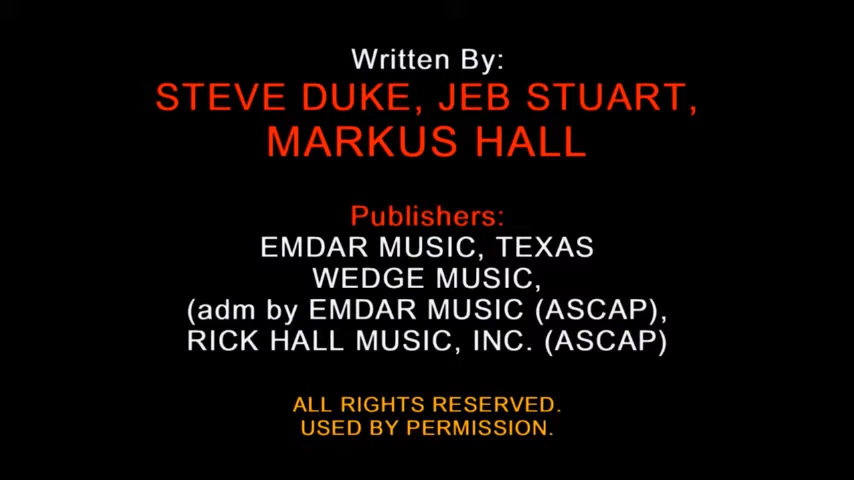 Written By:
STEVE DUKE, JEB STUART,
MARKUS HALL
Publishers:
EMDAR MUSIC, TEXAS
WEDGE MUSIC,
(adm by EMDAR MUSIC (ASCAP),
RICK HALL MUSIC, INC. (ASCAP)
ALL RIGHTS RESERVED.
USED BY PERMISSION.